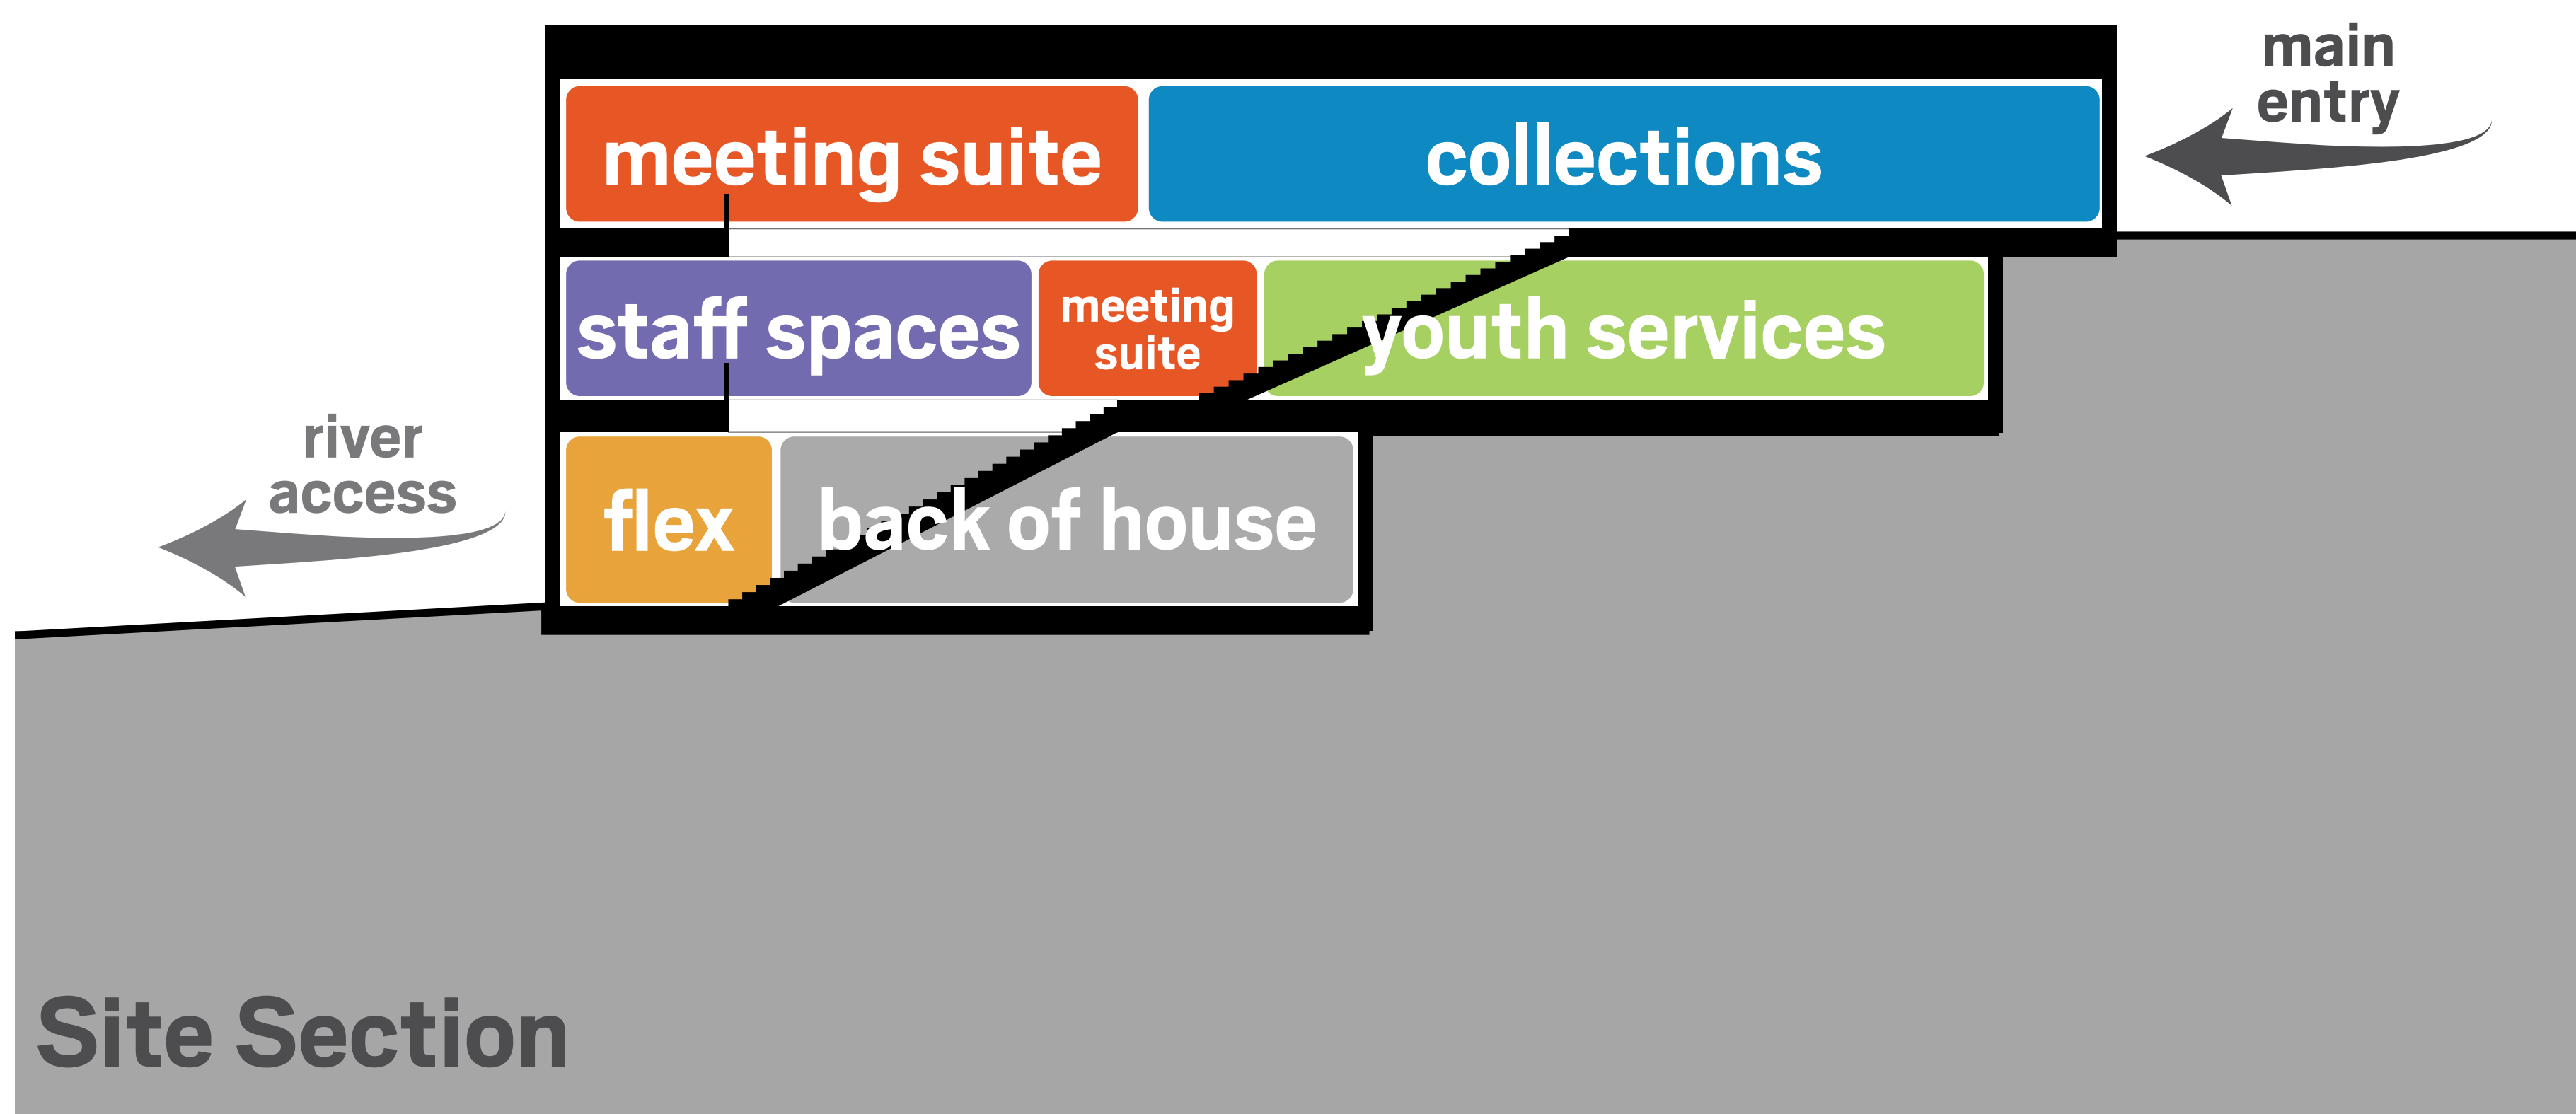 main
entry
meeting suite
collections
staff spaces
meeting
suite
youth services
river
access
flex
back of house
Site Section